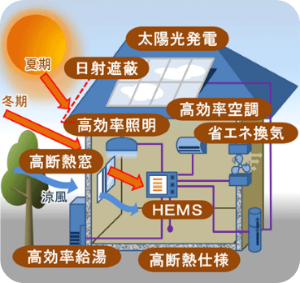 太陽光発電
夏期
日射遮蔽
冬期
高効率空調
高効率照明
省エネ換気
高断熱窓
涼風
HEMS
高効率給湯
高断熱仕様